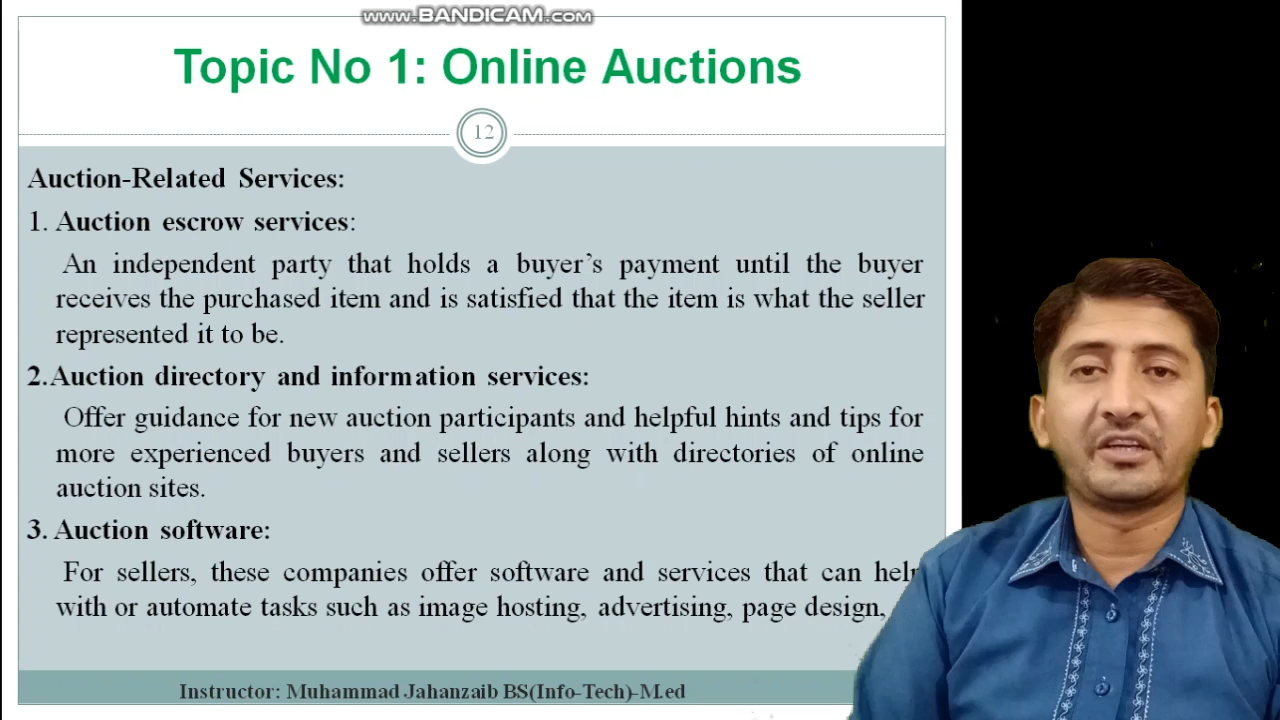 www.BANDICAM.com
Topic No 1: Online Auctions
12
Auction-Related Services:
1. Auction escrow services:
An independent party that holds a buyer’s payment until the buyer
receives the purchased item and is satisfied that the item is what the seller
represented it to be.
2.Auction directory and information services:
Offer guidance for new auction participants and helpful hints and tips for
more experienced buyers and sellers along with directories of online
auction sites.
3. Auction software:
For sellers, these companies offer software and services that can help
with or automate tasks such as image hosting, advertising, page design,
Instructor: Muhammad Jahanzaib BS(Info-Tech)-M.ed